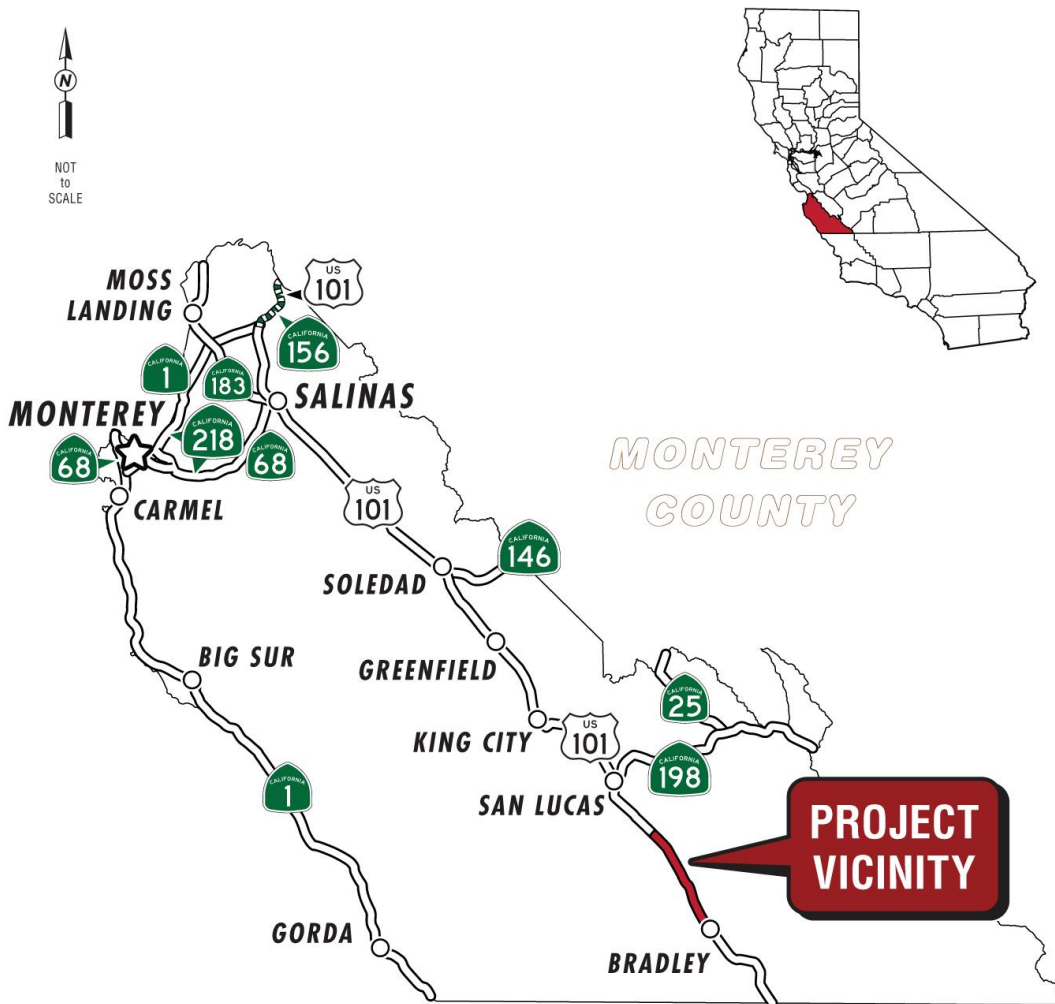 N
NOT
to
SCALE
MOSS
LANDING
US
101
CALIFORNIA
156
CALIFORNIA
1
CALIFORNIA
183
SALINAS
MONTEREY
CALIFORNIA
218
CALIFORNIA
68
CALIFORNIA
68
CARMEL
MONTEREY
COUNTY
US
101
CALIFORNIA
146
SOLEDAD
GREENFIELD
BIG SUR
CALIFORNIA
25
KING CITY
US
101
CALIFORNIA
198
SAN LUCAS
CALIFORNIA
1
PROJECT
VICINITY
GORDA
BRADLEY